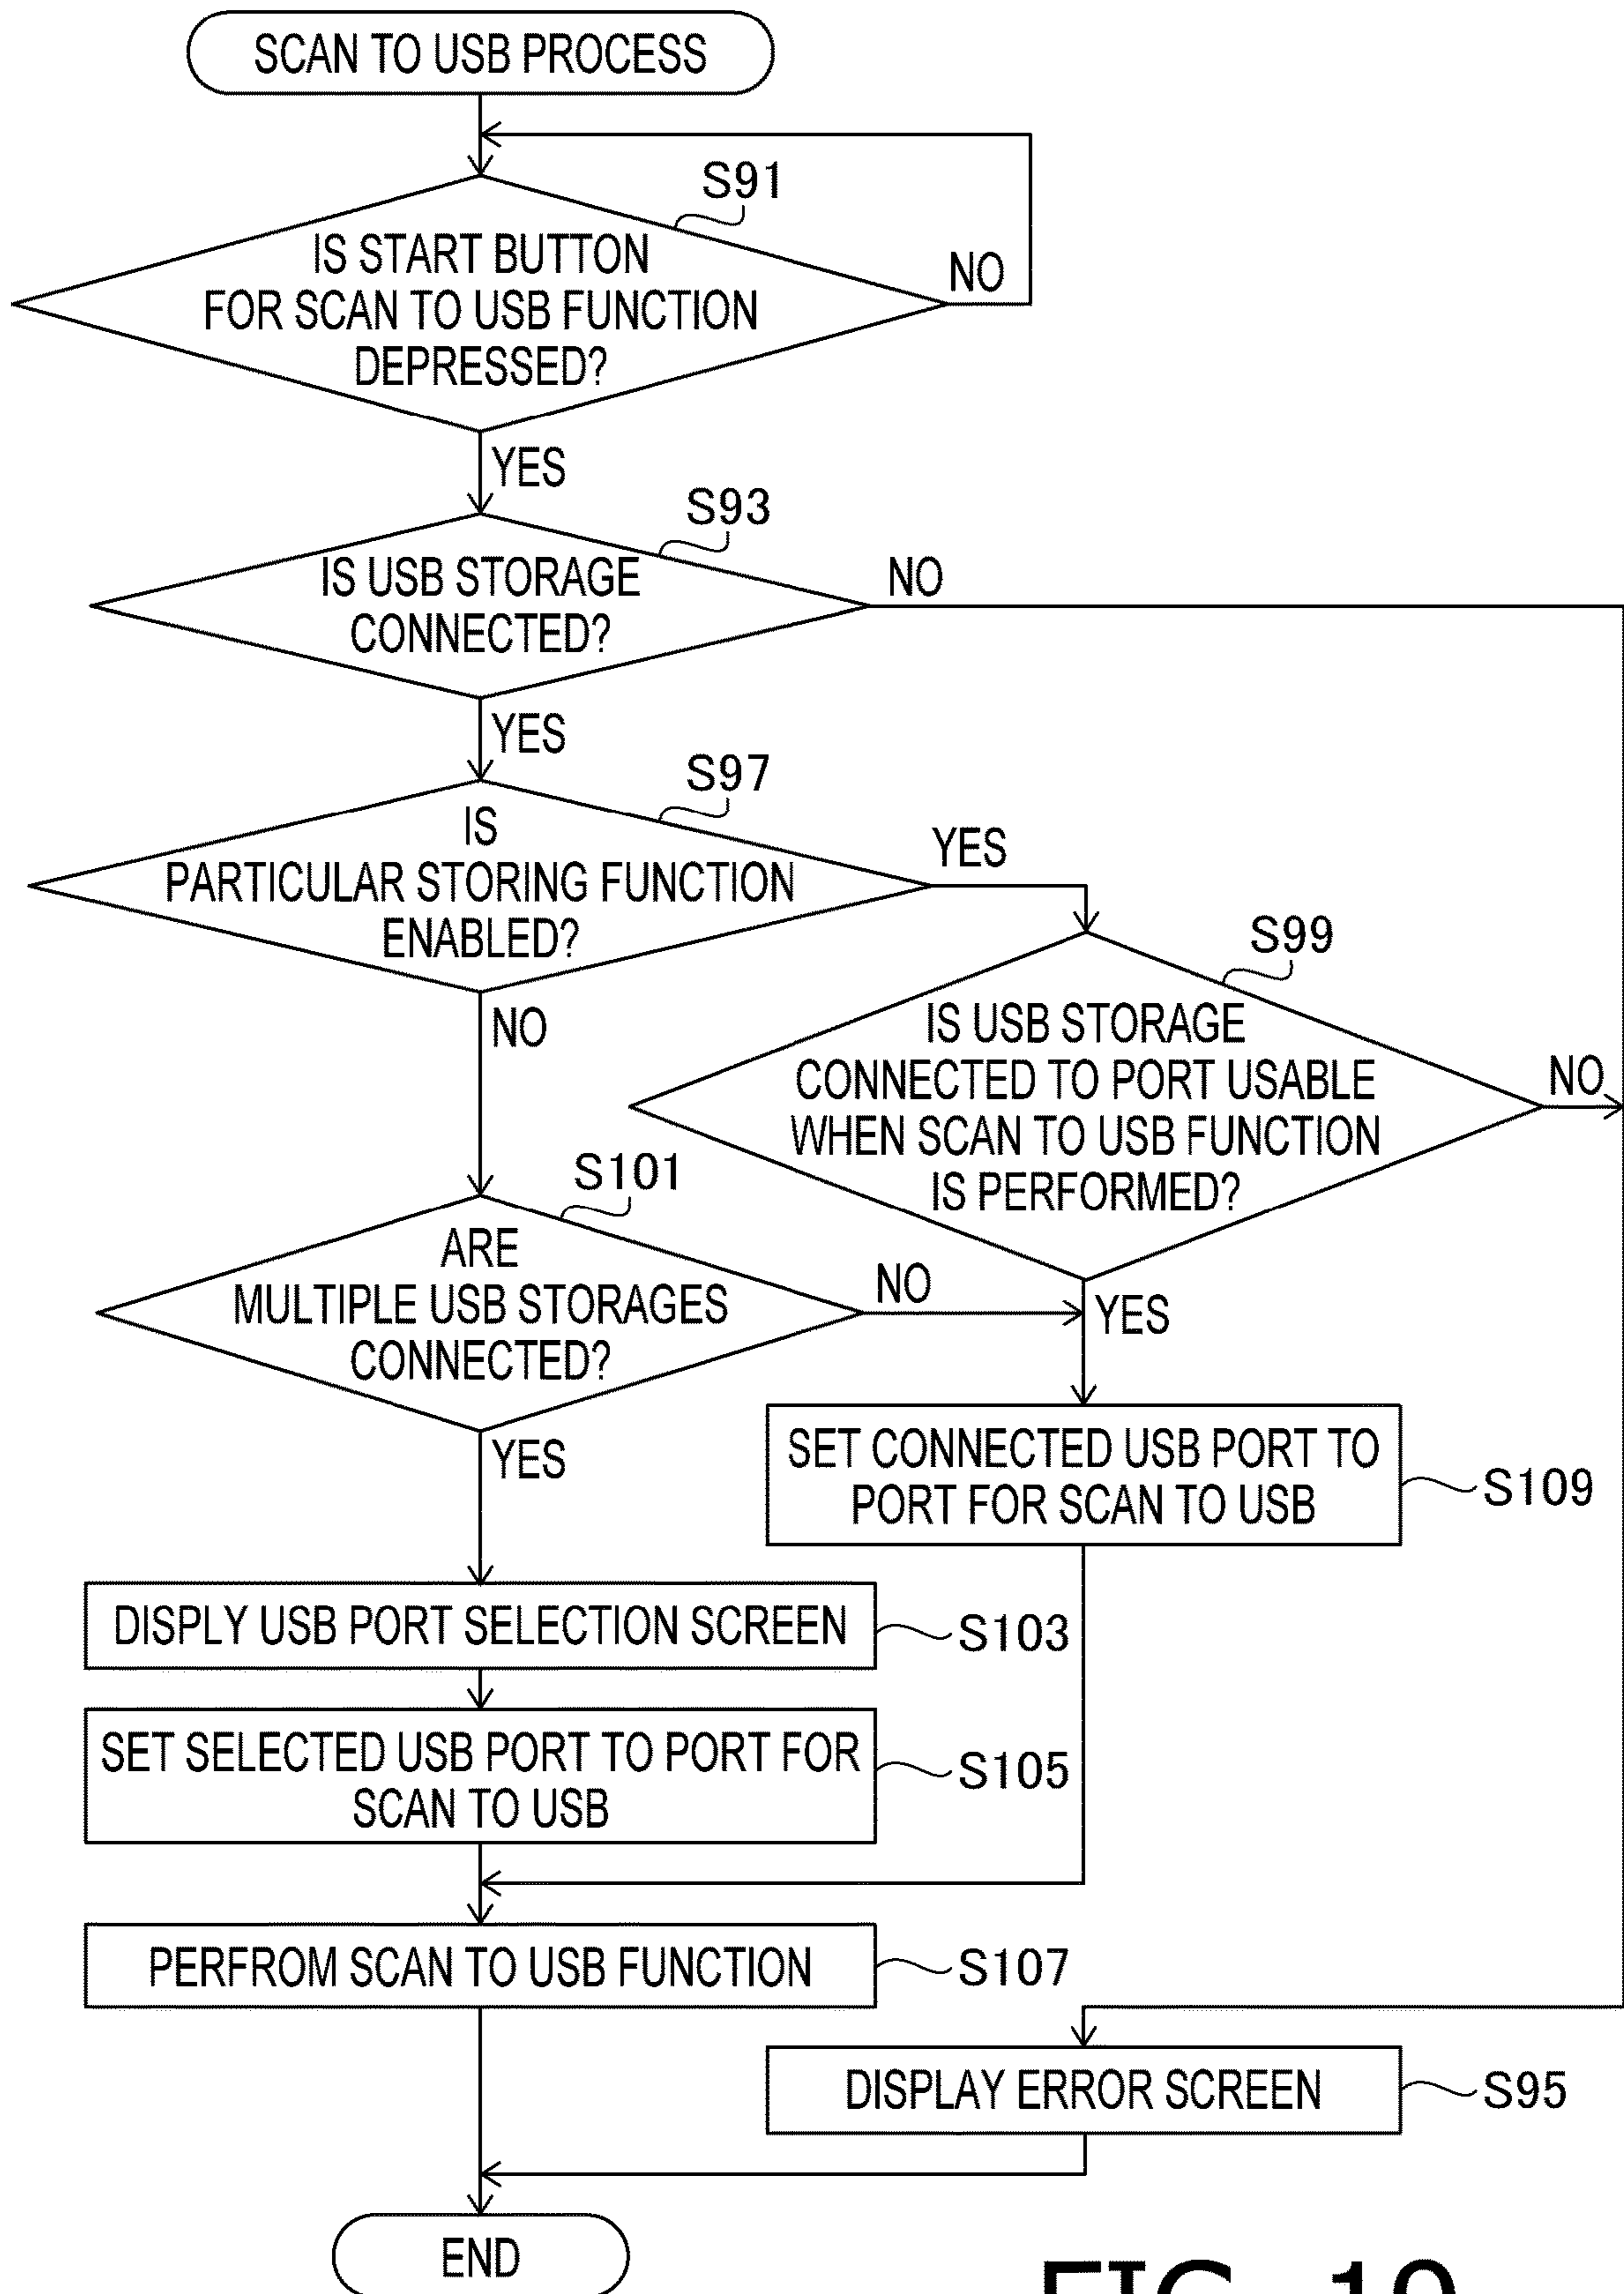 SCAN TO USB PROCESS
S91
IS START BUTTON
FOR SCAN TO USB FUNCTION
DEPRESSED?
NO
YES
S93
IS USB STORAGE
CONNECTED?
NO
YES
S97
IS
PARTICULAR STORING FUNCTION
ENABLED?
YES
NO
S99
IS USB STORAGE
CONNECTED TO PORT USABLE
WHEN SCAN TO USB FUNCTION
IS PERFORMED?
NO
YES
S101
ARE
MULTIPLE USB STORAGES
CONNECTED?
NO
YES
SET CONNECTED USB PORT TO
PORT FOR SCAN TO USB
S109
DISPLY USB PORT SELECTION SCREEN
S103
SET SELECTED USB PORT TO PORT FOR
SCAN TO USB
S105
PERFROM SCAN TO USB FUNCTION
S107
DISPLAY ERROR SCREEN
S95
END